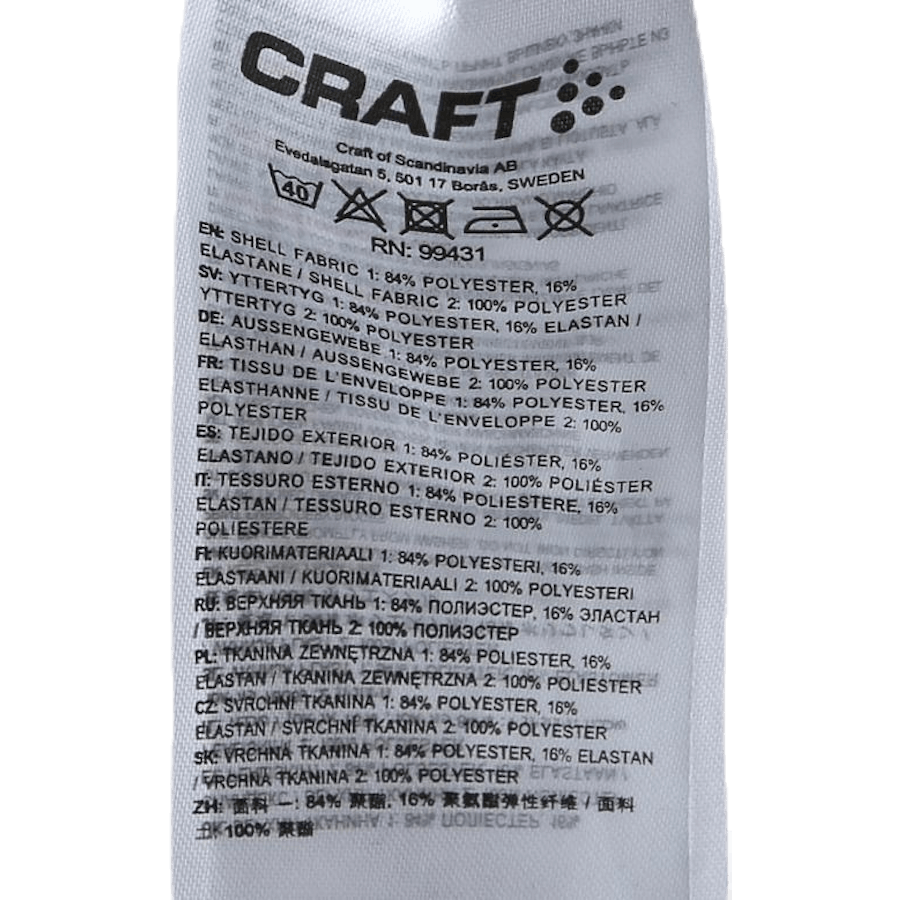 CRAFT
Craft of Scandinavia AB
Evedalsgatan 5, 501 17 Borås, SWEDEN
40
RN: 99431
EN: SHELL FABRIC 1: 84% POLYESTER, 16%
ELASTANE / SHELL FABRIC 2: 100% POLYESTER
SV: YTTERTYG 1: 84% POLYESTER, 16% ELASTAN /
YTTERTYG 2: 100% POLYESTER
DE: AUSSENGEWEBE 1: 84% POLYESTER, 16%
ELASTHAN / AUSSENGEWEBE 2: 100% POLYESTER
FR: TISSU DE L'ENVELOPPE 1: 84% POLYESTER, 16%
ELASTHANNE / TISSU DE L'ENVELOPPE 2: 100%
POLYESTER
ES: TEJIDO EXTERIOR 1: 84% POLIÉSTER, 16%
ELASTANO / TEJIDO EXTERIOR 2: 100% POLIÉSTER
IT: TESSURO ESTERNO 1: 84% POLIESTERE, 16%
ELASTAN / TESSURO ESTERNO 2: 100%
POLIESTERE
FI: KUORIMATERIAALI 1: 84% POLYESTERI, 16%
ELASTAANI / KUORIMATERIAALI 2: 100% POLYESTERI
RU: ВЕРХНЯЯ ТКАНЬ 1: 84% ПОЛИЭСТЕР, 16% ЭЛАСТАН
/ ВЕРХНЯЯ ТКАНЬ 2: 100% ПОЛИЭСТЕР
PL: TKANINA ZEWNĘTRZNA 1: 84% POLIESTER, 16%
ELASTAN / TKANINA ZEWNĘTRZNA 2: 100% POLIESTER
CZ: SVRCHNÍ TKANINA 1: 84% POLYESTER, 16%
ELASTAN / SVRCHNÍ TKANINA 2: 100% POLYESTER
SK: VRCHNA TKANINA 1: 84% POLYESTER, 16% ELASTAN
/ VRCHNA TKANINA 2: 100% POLYESTER
ZH: 面料 一: 84% 聚酯, 16% 聚氨酯弹性纤维 / 面料
二: 100% 聚酯